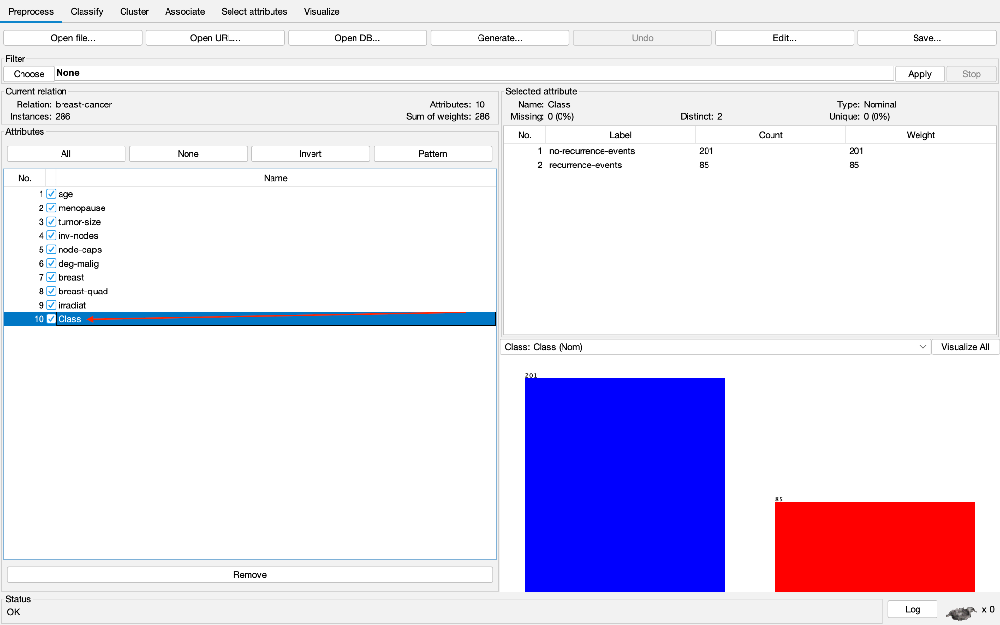 Preprocess Classify Cluster Associate Select attributes Visualize
Open file... Open URL... Open DB... Generate... Undo Edit... Save...
Filter
Choose None Apply Stop
Current relation
Relation: breast-cancer Attributes: 10
Instances: 286 Sum of weights: 286
Attributes
All None Invert Pattern
No. Name
1 age
2 menopause
3 tumor-size
4 inv-nodes
5 node-caps
6 deg-malig
7 breast
8 breast-quad
9 irradiat
10 Class
Remove
Selected attribute
Name: Class Type: Nominal
Missing: 0 (0%) Distinct: 2 Unique: 0 (0%)
No. Label Count Weight
1 no-recurrence-events 201 201
2 recurrence-events 85 85
Class: Class (Nom) Visualize All
201
85
Status
OK
Log x 0